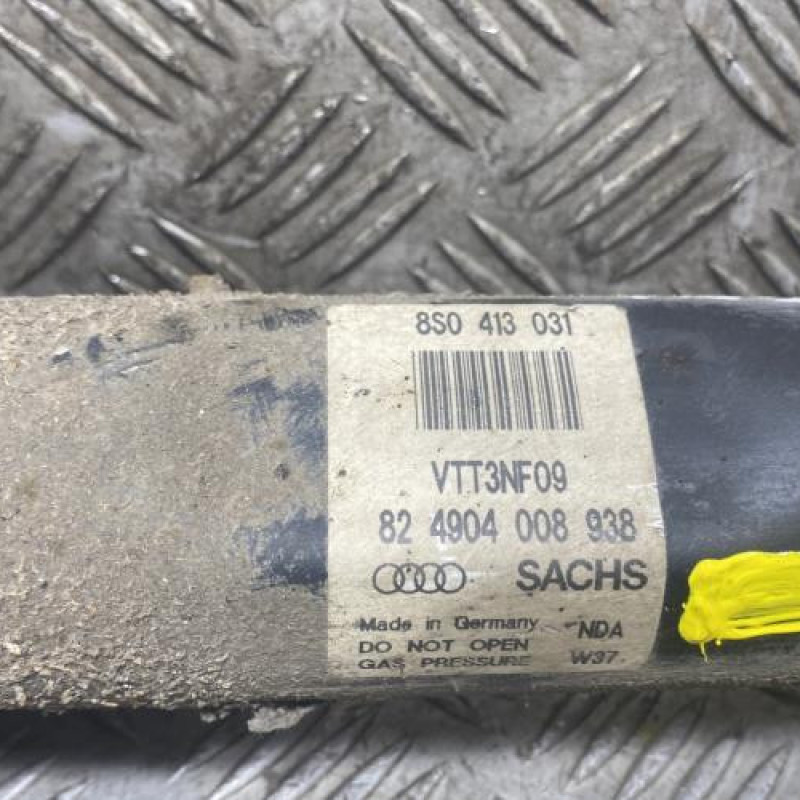 8S0 413 031
VTT3NF09
82 4904 008 938
SACHS
Made in Germany NDA
DO NOT OPEN
GAS PRESSURE W37